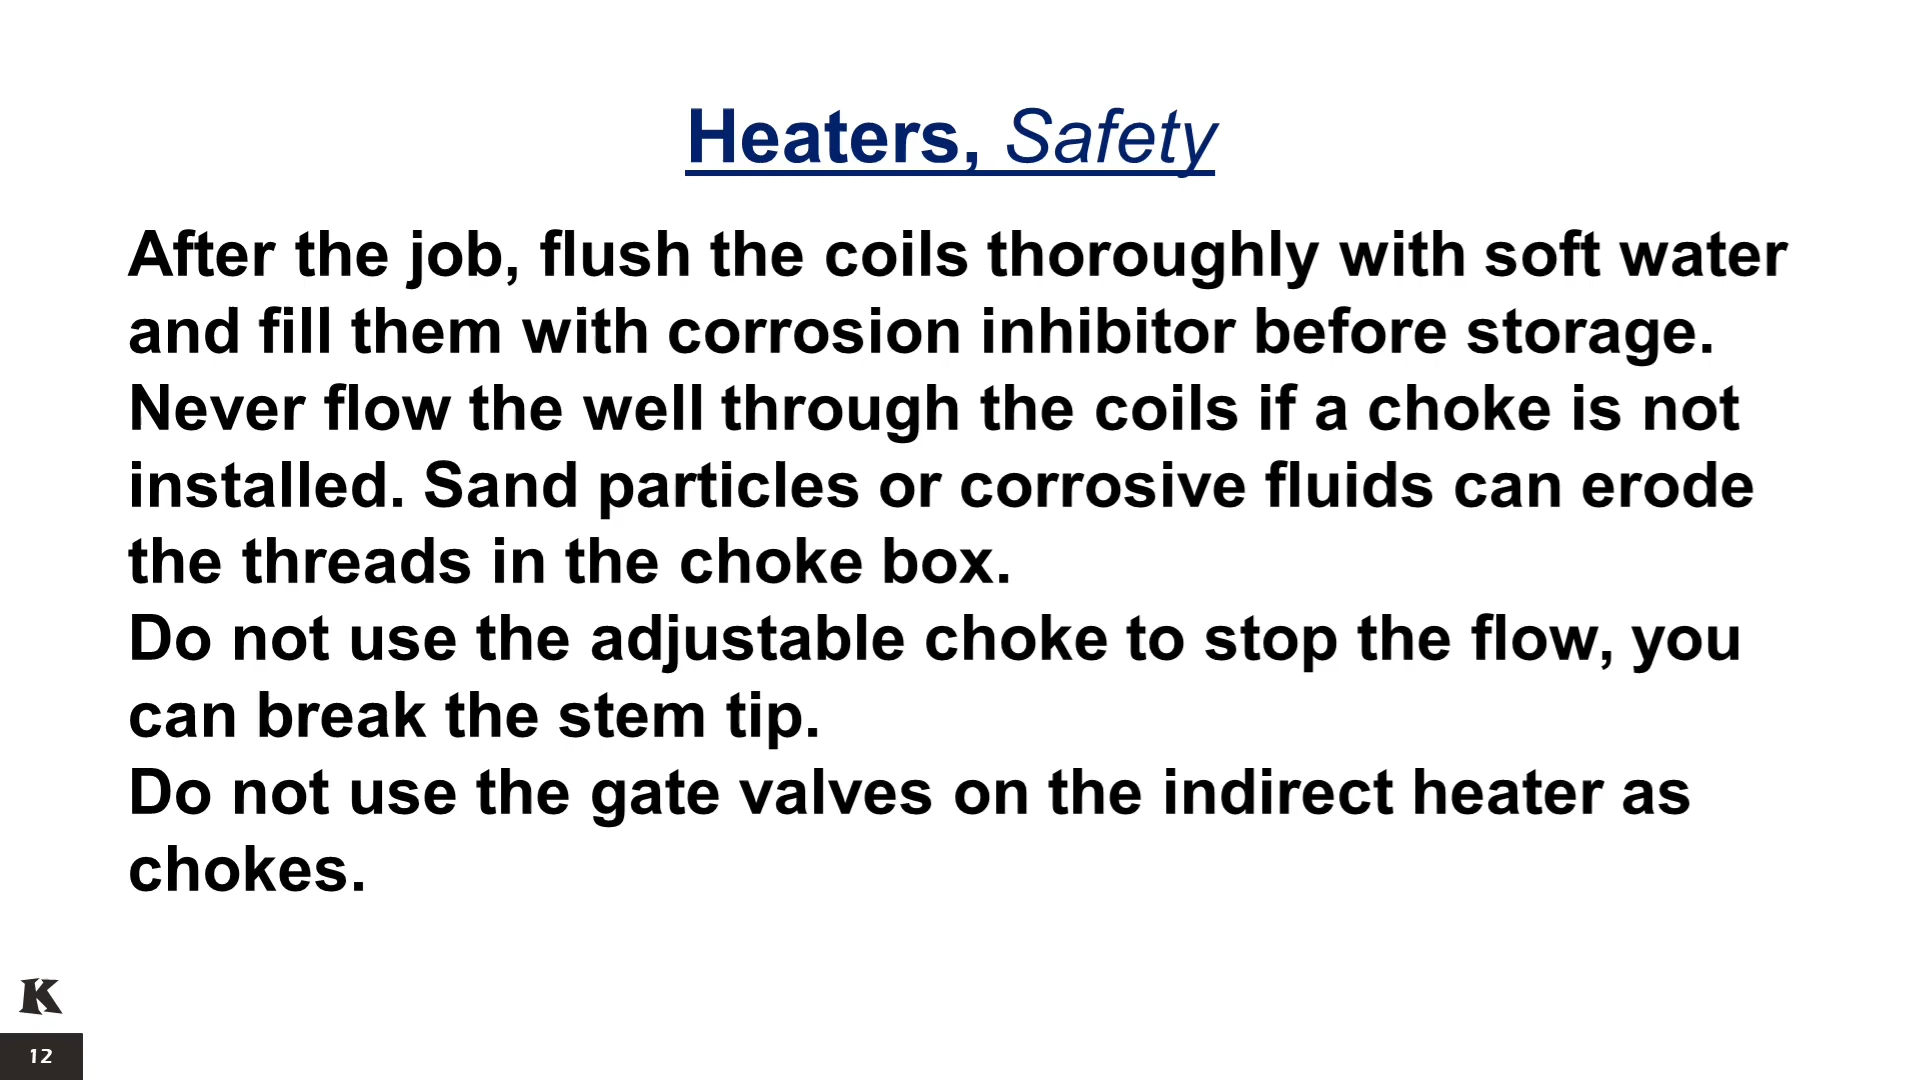 Heaters, Safety
After the job, flush the coils thoroughly with soft water
and fill them with corrosion inhibitor before storage.
Never flow the well through the coils if a choke is not
installed. Sand particles or corrosive fluids can erode
the threads in the choke box.
Do not use the adjustable choke to stop the flow, you
can break the stem tip.
Do not use the gate valves on the indirect heater as
chokes.
K
12